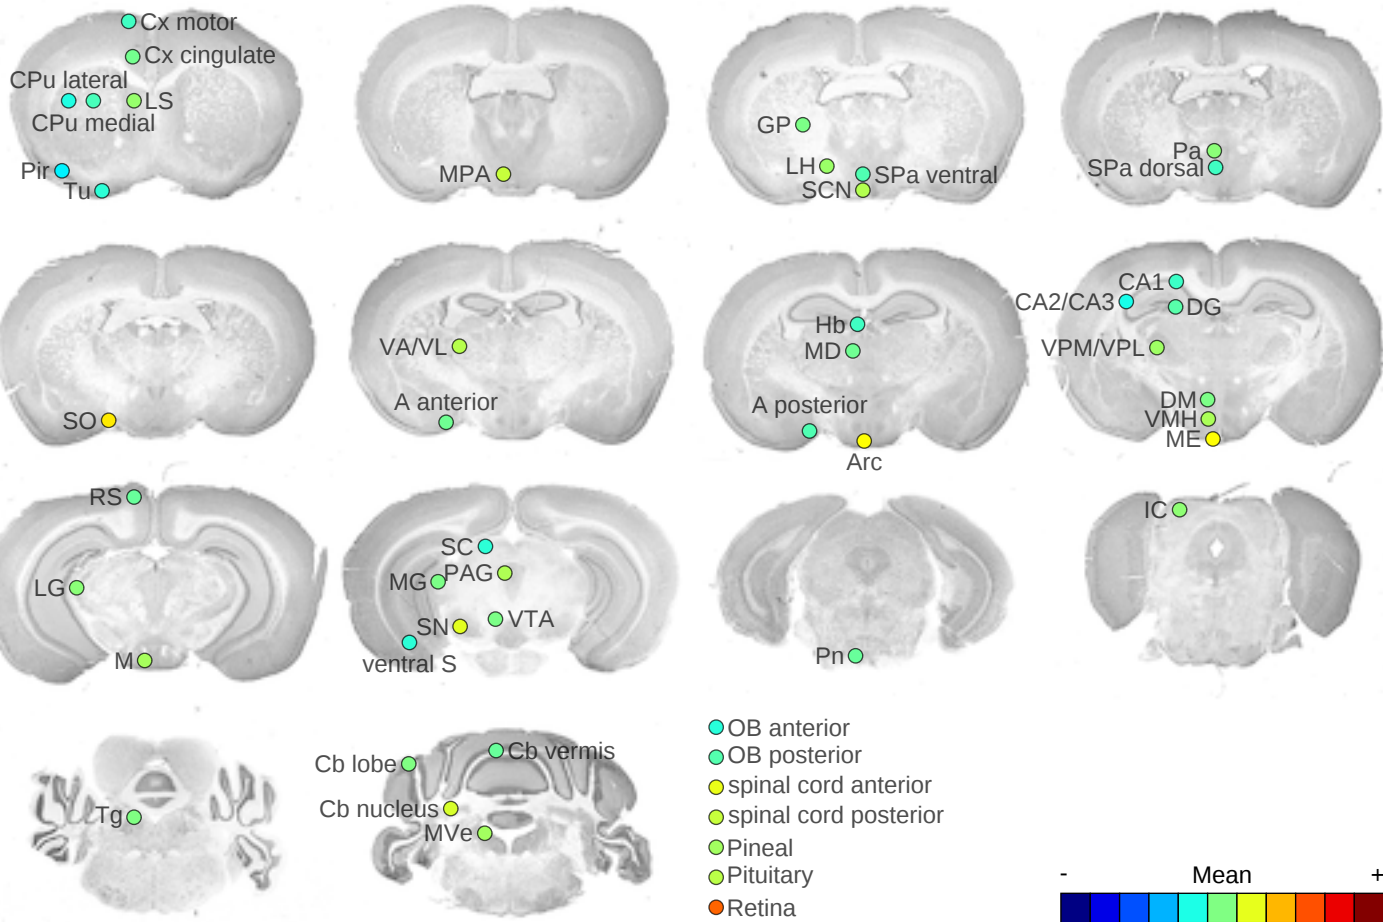 Cx motor
Cx cingulate
CPu lateral
LS
CPu medial
Pir
Tu
MPA
GP
LH
SPa ventral
SCN
Pa
SPa dorsal
SO
VA/VL
A anterior
Hb
MD
A posterior
Arc
CA1
CA2/CA3
DG
VPM/VPL
DM
VMH
ME
RS
LG
M
SC
MG
PAG
SN
VTA
ventral S
Pn
IC
Tg
Cb lobe
Cb vermis
Cb nucleus
MVe
OB anterior
OB posterior
spinal cord anterior
spinal cord posterior
Pineal
Pituitary
Retina
- Mean +